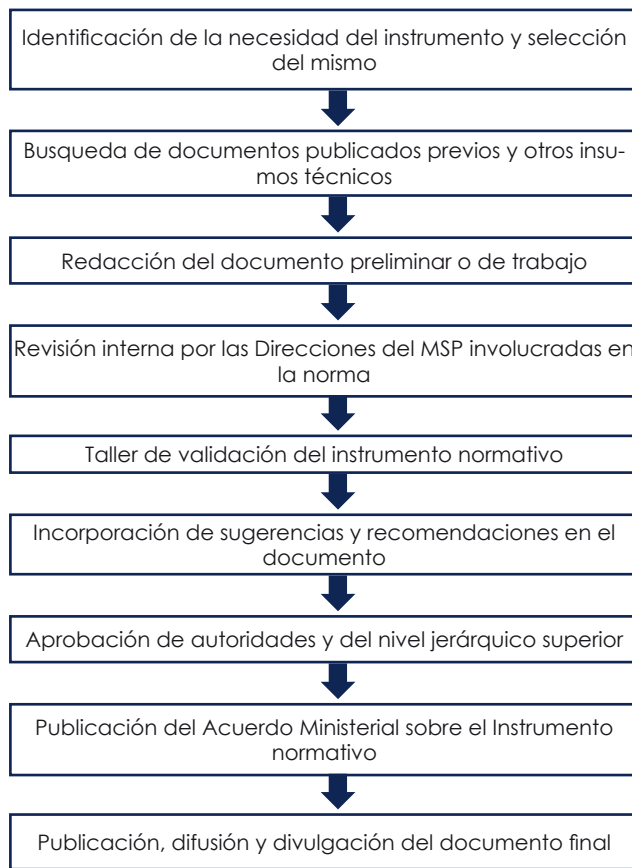 Identificación de la necesidad del instrumento y selección
del mismo
Busqueda de documentos publicados previos y otros insu-
mos técnicos
Redacción del documento preliminar o de trabajo
Revisión interna por las Direcciones del MSP involucradas en
la norma
Taller de validación del instrumento normativo
Incorporación de sugerencias y recomendaciones en el
documento
Aprobación de autoridades y del nivel jerárquico superior
Publicación del Acuerdo Ministerial sobre el Instrumento
normativo
Publicación, difusión y divulgación del documento final